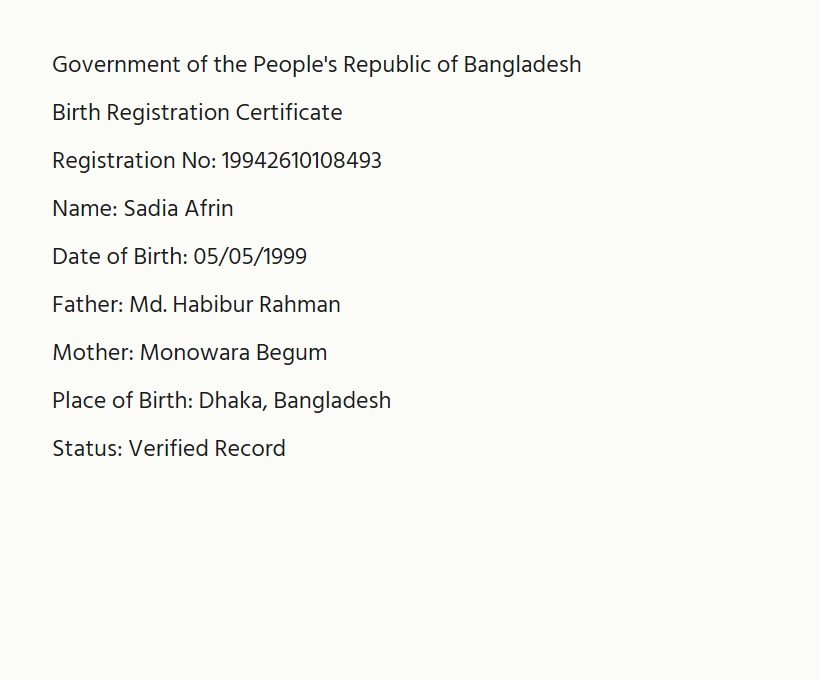 Government of the People's Republic of Bangladesh
Birth Registration Certificate
Registration No: 19942610108493
Name: Sadia Afrin
Date of Birth: 05/05/1999
Father: Md. Habibur Rahman
Mother: Monowara Begum
Place of Birth: Dhaka, Bangladesh
Status: Verified Record